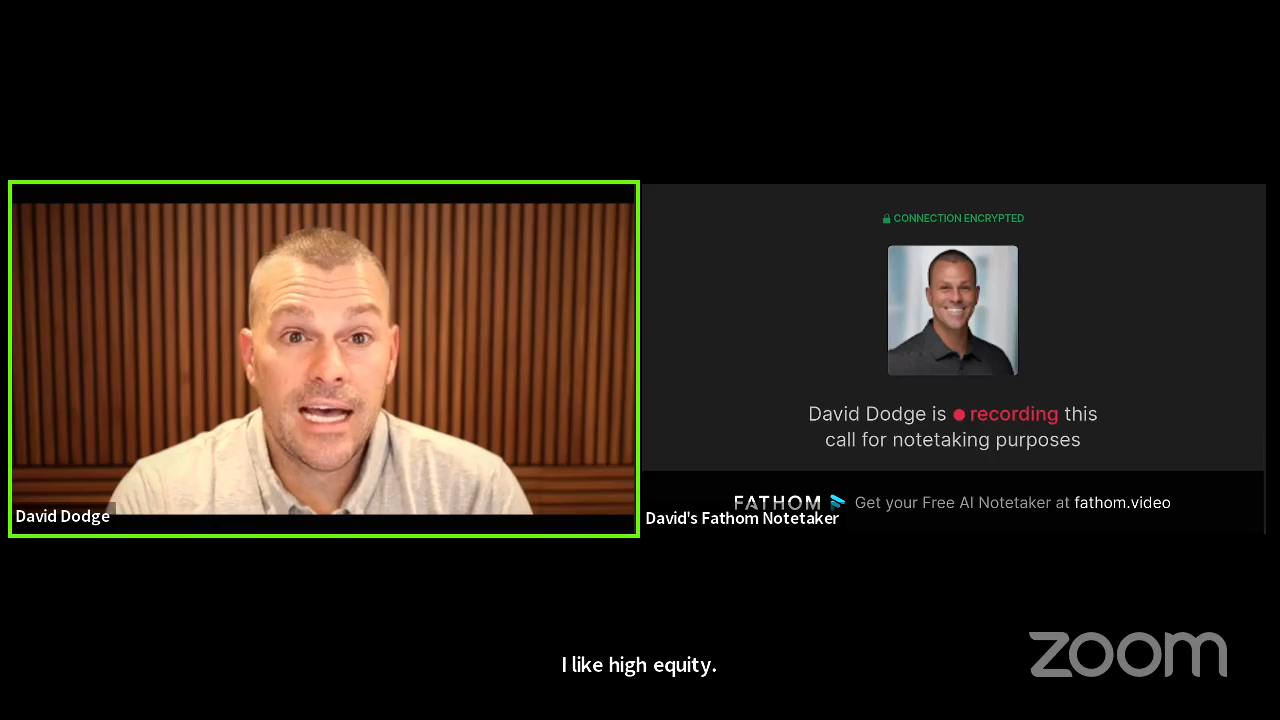 CONNECTION ENCRYPTED
David Dodge is recording this
call for notetaking purposes
FATHOM Get your Free AI Notetaker at fathom.video
David Dodge
David's Fathom Notetaker
I like high equity.
zoom